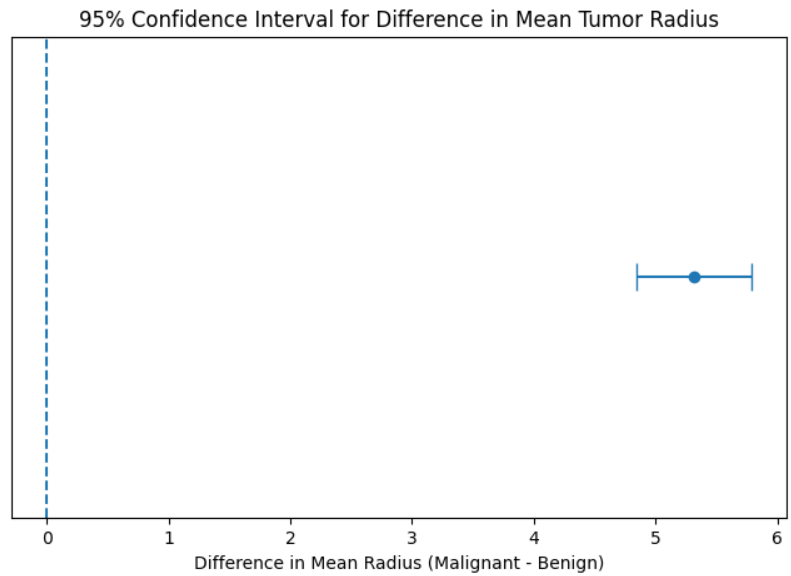 95% Confidence Interval for Difference in Mean Tumor Radius
0 1 2 3 4 5 6
Difference in Mean Radius (Malignant - Benign)